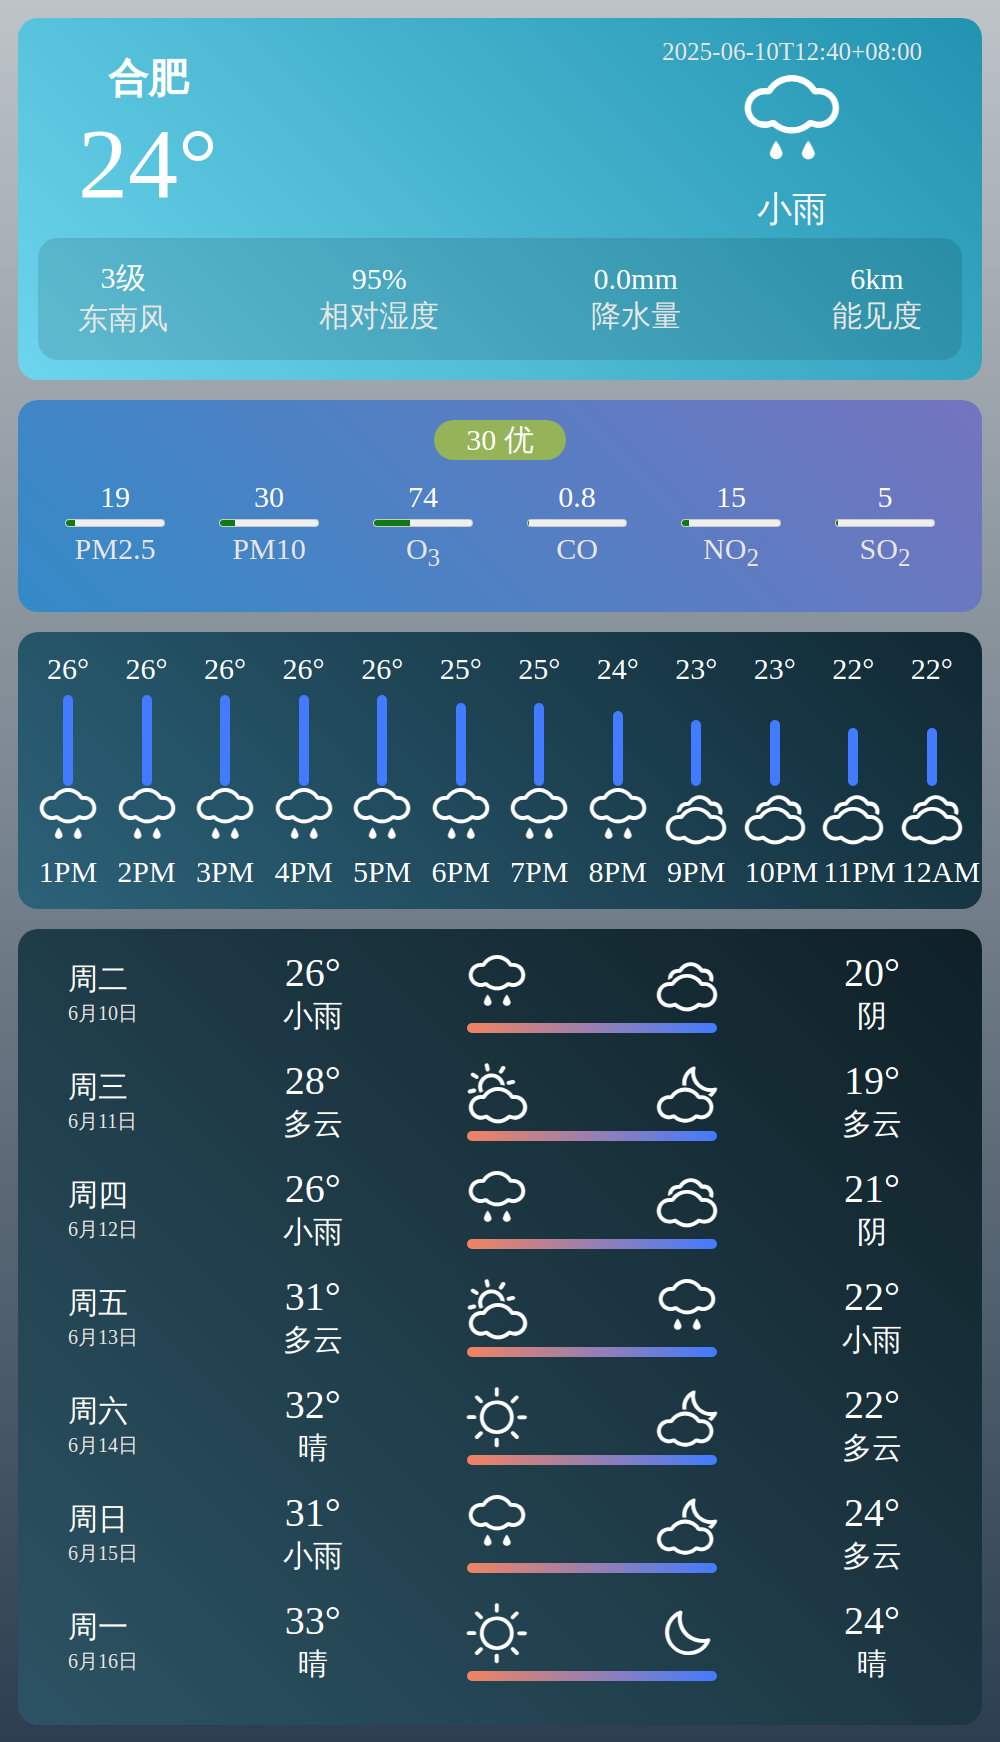 合肥
24°
2025-06-10T12:40+08:00
小雨
3级 95% 0.0mm 6km
东南风 相对湿度 降水量 能见度
30 优
19 30 74 0.8 15 5
PM2.5 PM10 O3 CO NO2 SO2
26° 26° 26° 26° 26° 25° 25° 24° 23° 23° 22° 22°
1PM 2PM 3PM 4PM 5PM 6PM 7PM 8PM 9PM 10PM 11PM 12AM
周二 26° 20°
6月10日 小雨 阴
周三 28° 19°
6月11日 多云 多云
周四 26° 21°
6月12日 小雨 阴
周五 31° 22°
6月13日 多云 小雨
周六 32° 22°
6月14日 晴 多云
周日 31° 24°
6月15日 小雨 多云
周一 33° 24°
6月16日 晴 晴